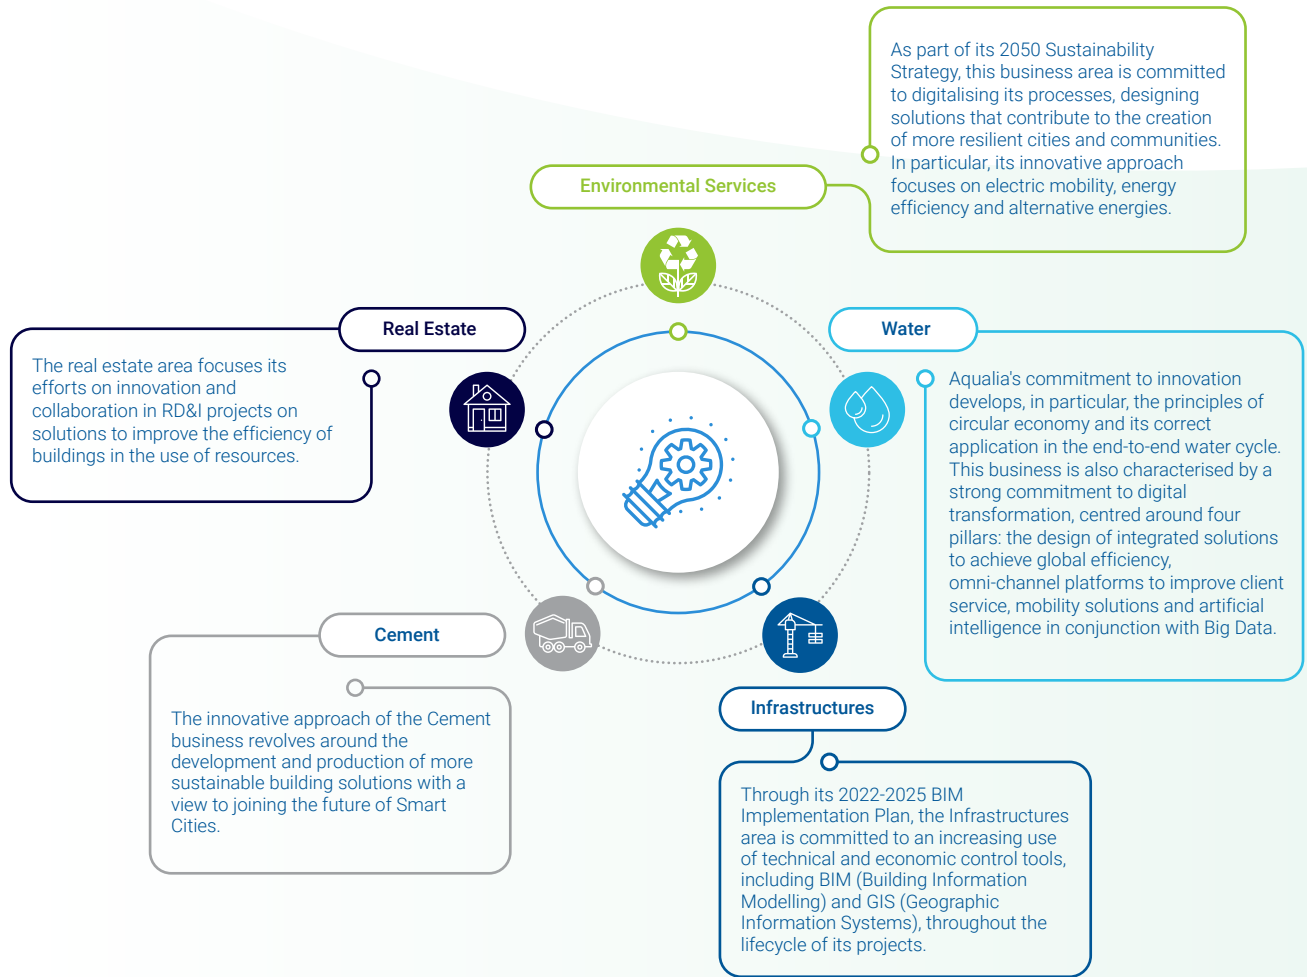 As part of its 2050 Sustainability
Strategy, this business area is committed
to digitalising its processes, designing
solutions that contribute to the creation
of more resilient cities and communities.
In particular, its innovative approach
focuses on electric mobility, energy
efficiency and alternative energies.
Environmental Services
Real Estate
The real estate area focuses its
efforts on innovation and
collaboration in RD&I projects on
solutions to improve the efficiency of
buildings in the use of resources.
Water
Aqualia's commitment to innovation
develops, in particular, the principles of
circular economy and its correct
application in the end-to-end water cycle.
This business is also characterised by a
strong commitment to digital
transformation, centred around four
pillars: the design of integrated solutions
to achieve global efficiency,
omni-channel platforms to improve client
service, mobility solutions and artificial
intelligence in conjunction with Big Data.
Cement
The innovative approach of the Cement
business revolves around the
development and production of more
sustainable building solutions with a
view to joining the future of Smart
Cities.
Infrastructures
Through its 2022-2025 BIM
Implementation Plan, the Infrastructures
area is committed to an increasing use
of technical and economic control tools,
including BIM (Building Information
Modelling) and GIS (Geographic
Information Systems), throughout the
lifecycle of its projects.